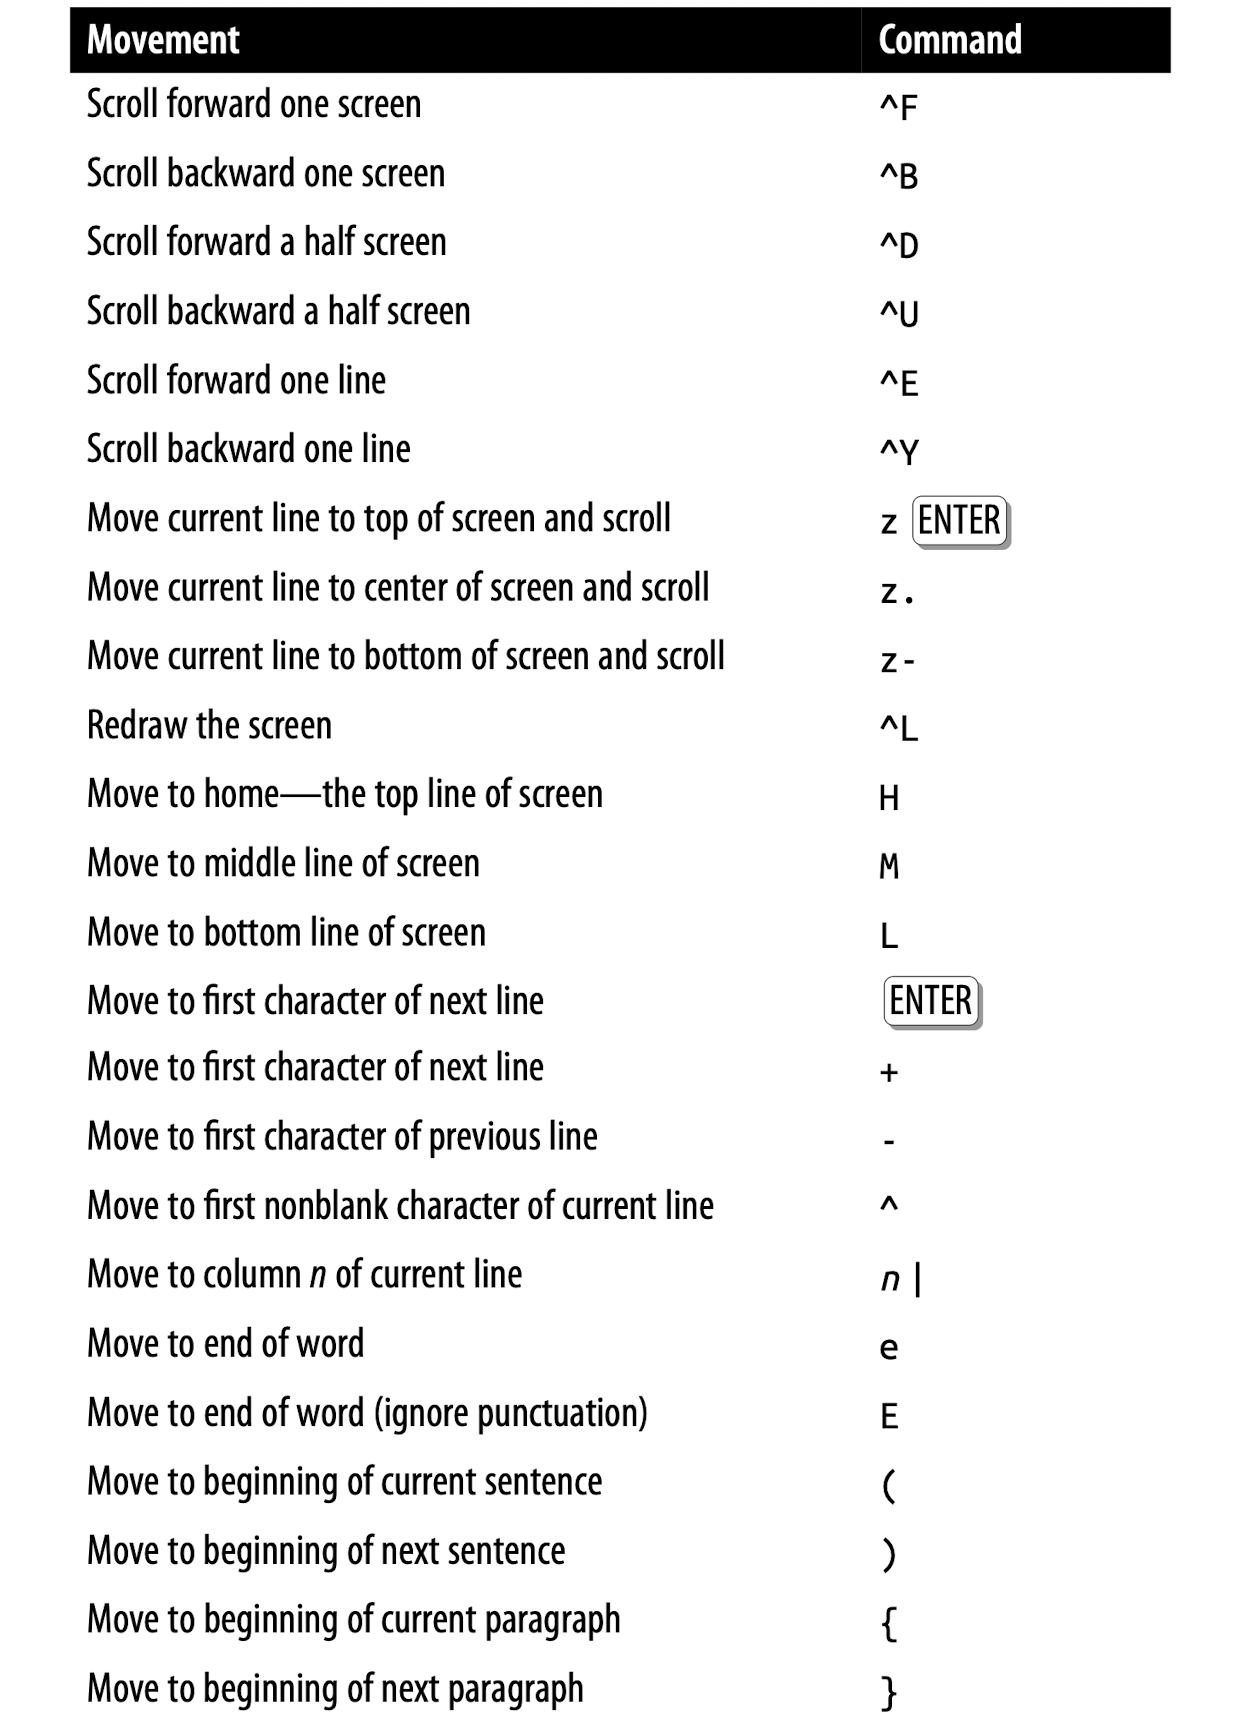 Movement Command
Scroll forward one screen ^F
Scroll backward one screen ^B
Scroll forward a half screen ^D
Scroll backward a half screen ^U
Scroll forward one line ^E
Scroll backward one line ^Y
Move current line to top of screen and scroll z ENTER
Move current line to center of screen and scroll z.
Move current line to bottom of screen and scroll z-
Redraw the screen ^L
Move to home—the top line of screen H
Move to middle line of screen M
Move to bottom line of screen L
Move to first character of next line ENTER
Move to first character of next line +
Move to first character of previous line -
Move to first nonblank character of current line ^
Move to column n of current line n|
Move to end of word e
Move to end of word (ignore punctuation) E
Move to beginning of current sentence (
Move to beginning of next sentence )
Move to beginning of current paragraph {
Move to beginning of next paragraph }